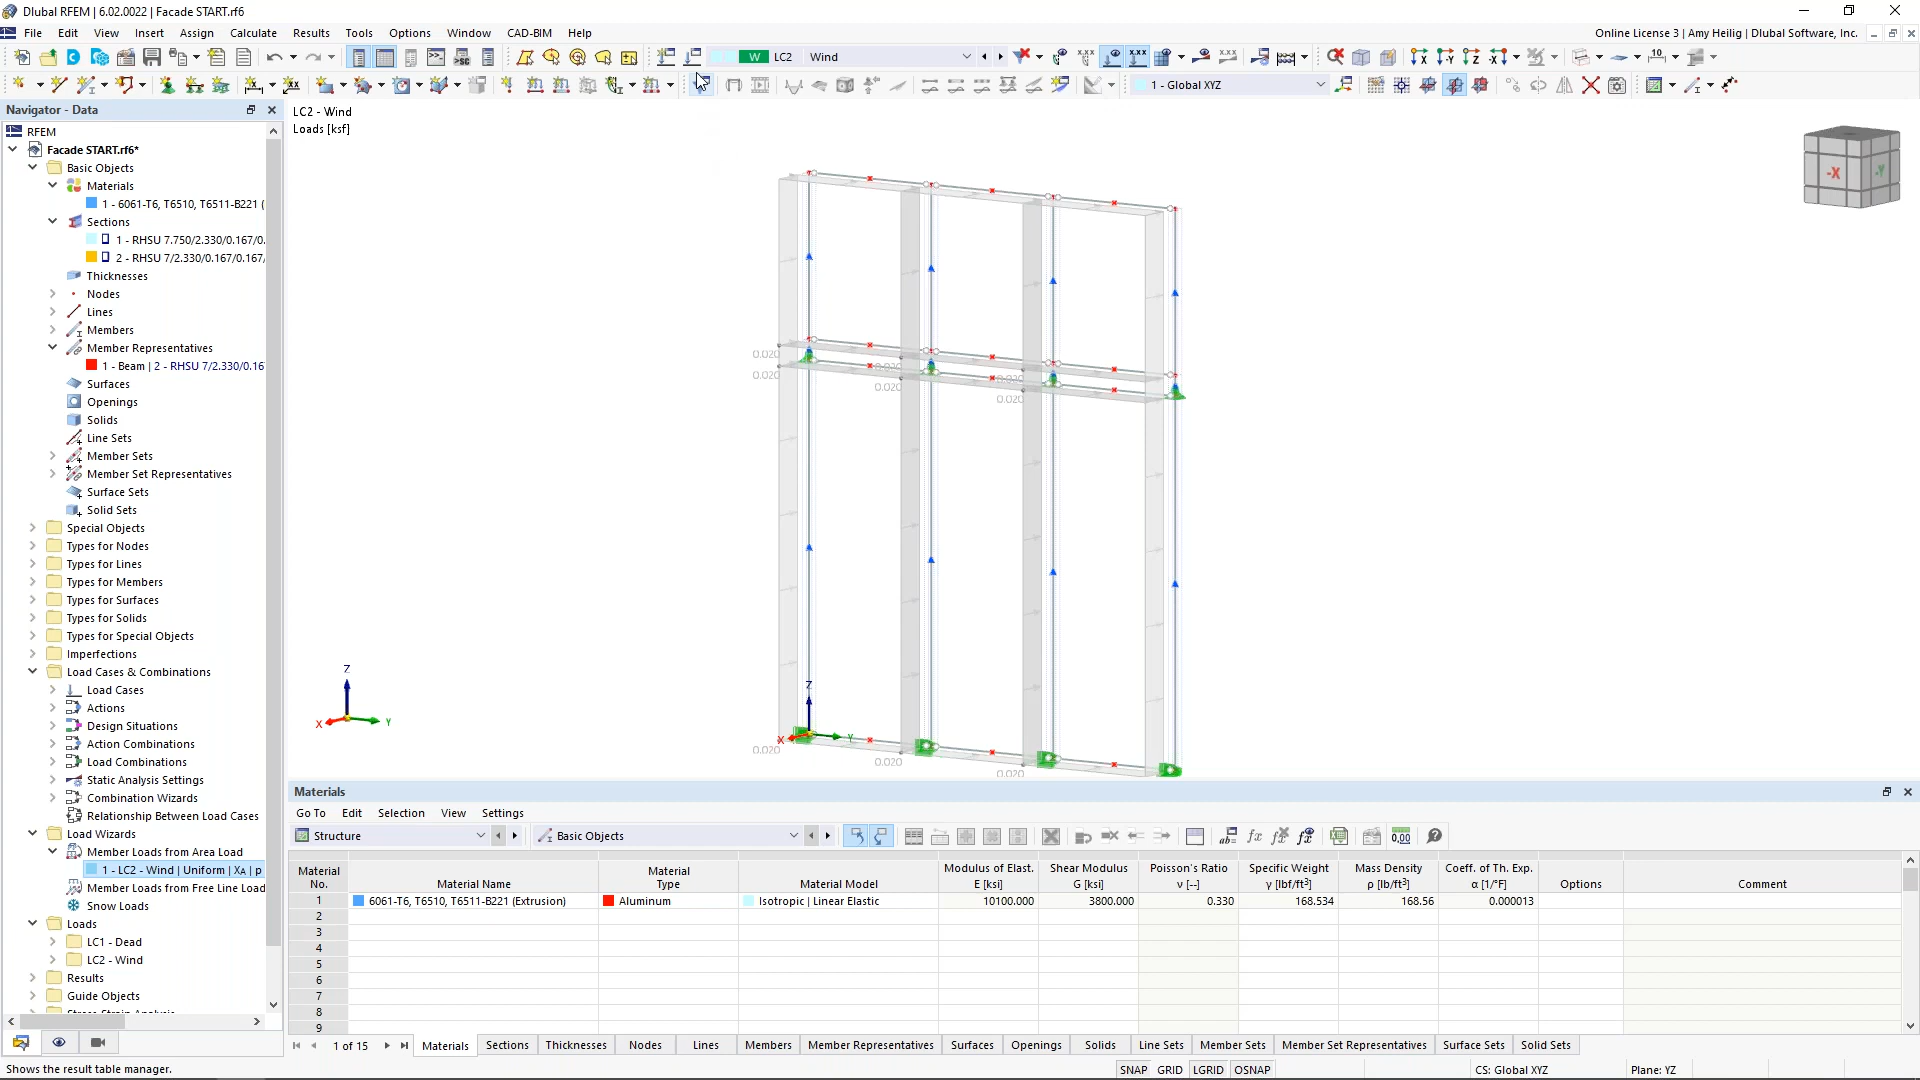 Dlubal RFEM | 6.02.0022 | Facade START.rf6
File Edit View Insert Assign Calculate Results Tools Options Window CAD-BIM Help
Online License 3 | Amy Heilig | Dlubal Software, Inc.
W LC2 Wind
1 - Global XYZ
Navigator - Data
RFEM
Facade START.rf6*
Basic Objects
Materials
1 - 6061-T6, T6510, T6511-B221 (
Sections
1 - RHSU 7.750/2.330/0.167/0.
2 - RHSU 7/2.330/0.167/0.167/
Thicknesses
Nodes
Lines
Members
Member Representatives
1 - Beam | 2 - RHSU 7/2.330/0.16
Surfaces
Openings
Solids
Line Sets
Member Sets
Member Set Representatives
Surface Sets
Solid Sets
Special Objects
Types for Nodes
Types for Lines
Types for Members
Types for Surfaces
Types for Solids
Types for Special Objects
Imperfections
Load Cases & Combinations
Load Cases
Actions
Design Situations
Action Combinations
Load Combinations
Static Analysis Settings
Combination Wizards
Relationship Between Load Cases
Load Wizards
Member Loads from Area Load
1 - LC2 - Wind | Uniform | XA | p
Member Loads from Free Line Load
Snow Loads
Loads
LC1 - Dead
LC2 - Wind
Results
Guide Objects
LC2 - Wind
Loads [ksf]
-X -Y
0.020
0.020
0.020
0.020
0.020
0.020
0.020
0.020
0.020
Z
X Y
Z
X Y
Materials
Go To Edit Selection View Settings
Structure Basic Objects
Material No. Material Name Material Type Material Model Modulus of Elast. E [ksi] Shear Modulus G [ksi] Poisson's Ratio ν [--] Specific Weight γ [lbf/ft³] Mass Density ρ [lb/ft³] Coeff. of Th. Exp. α [1/°F] Options Comment
1 6061-T6, T6510, T6511-B221 (Extrusion) Aluminum Isotropic | Linear Elastic 10100.000 3800.000 0.330 168.534 168.56 0.000013
2
3
4
5
6
7
8
9
1 of 15 Materials Sections Thicknesses Nodes Lines Members Member Representatives Surfaces Openings Solids Line Sets Member Sets Member Set Representatives Surface Sets Solid Sets
Shows the result table manager.
SNAP GRID LGRID OSNAP CS: Global XYZ Plane: YZ